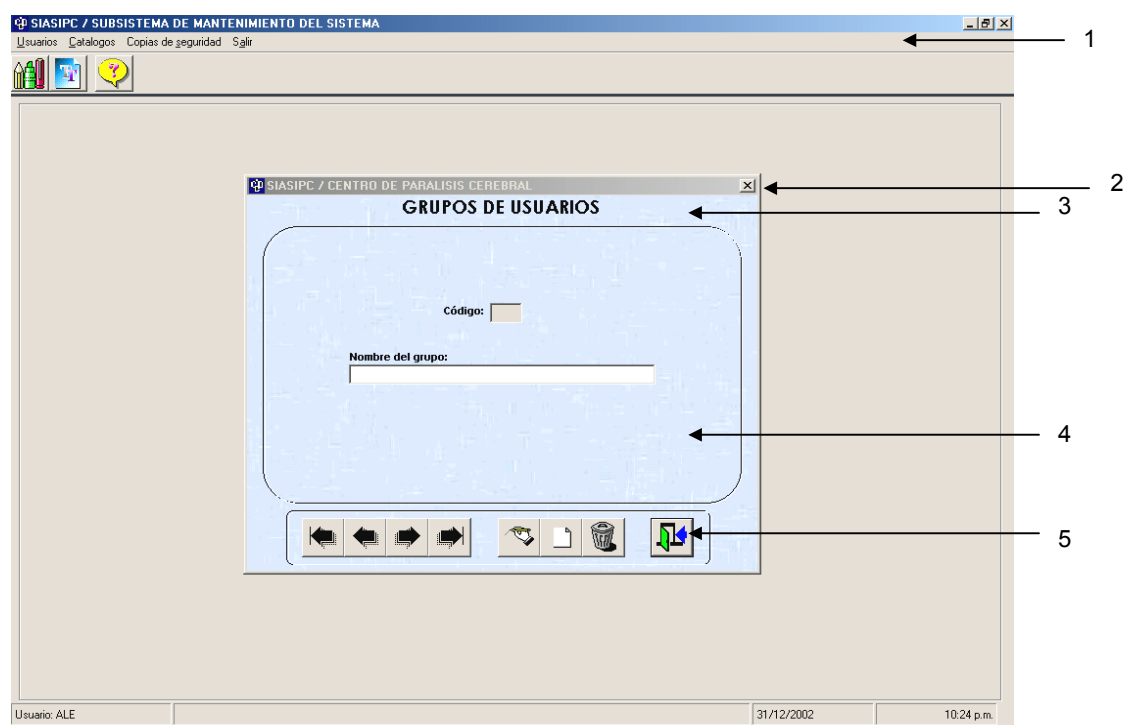 SIASIPC / SUBSISTEMA DE MANTENIMIENTO DEL SISTEMA
Usuarios Catalogos Copias de seguridad Salir
1
SIASIPC / CENTRO DE PARALISIS CEREBRAL
2
GRUPOS DE USUARIOS
3
Código:
Nombre del grupo:
4
5
Usuario: ALE 31/12/2002 10:24 p.m.